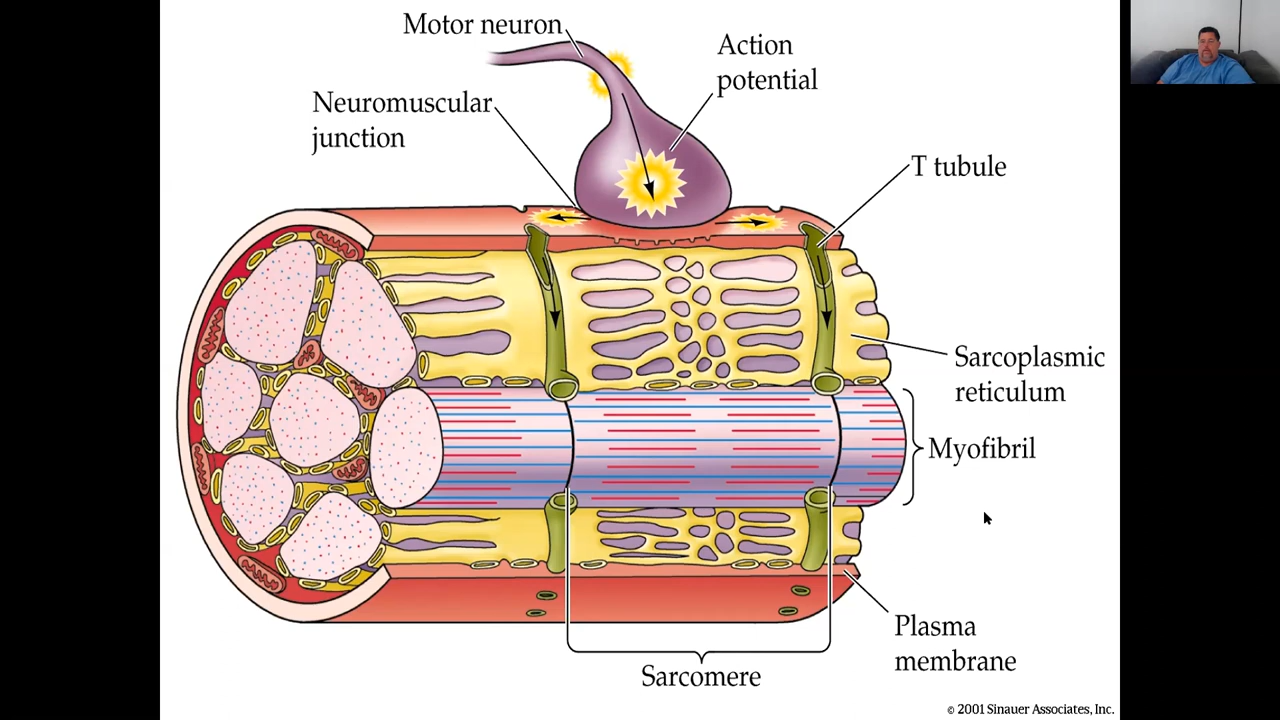 Motor neuron
Action
potential
Neuromuscular
junction
T tubule
Sarcoplasmic
reticulum
Myofibril
Plasma
membrane
Sarcomere
© 2001 Sinauer Associates, Inc.